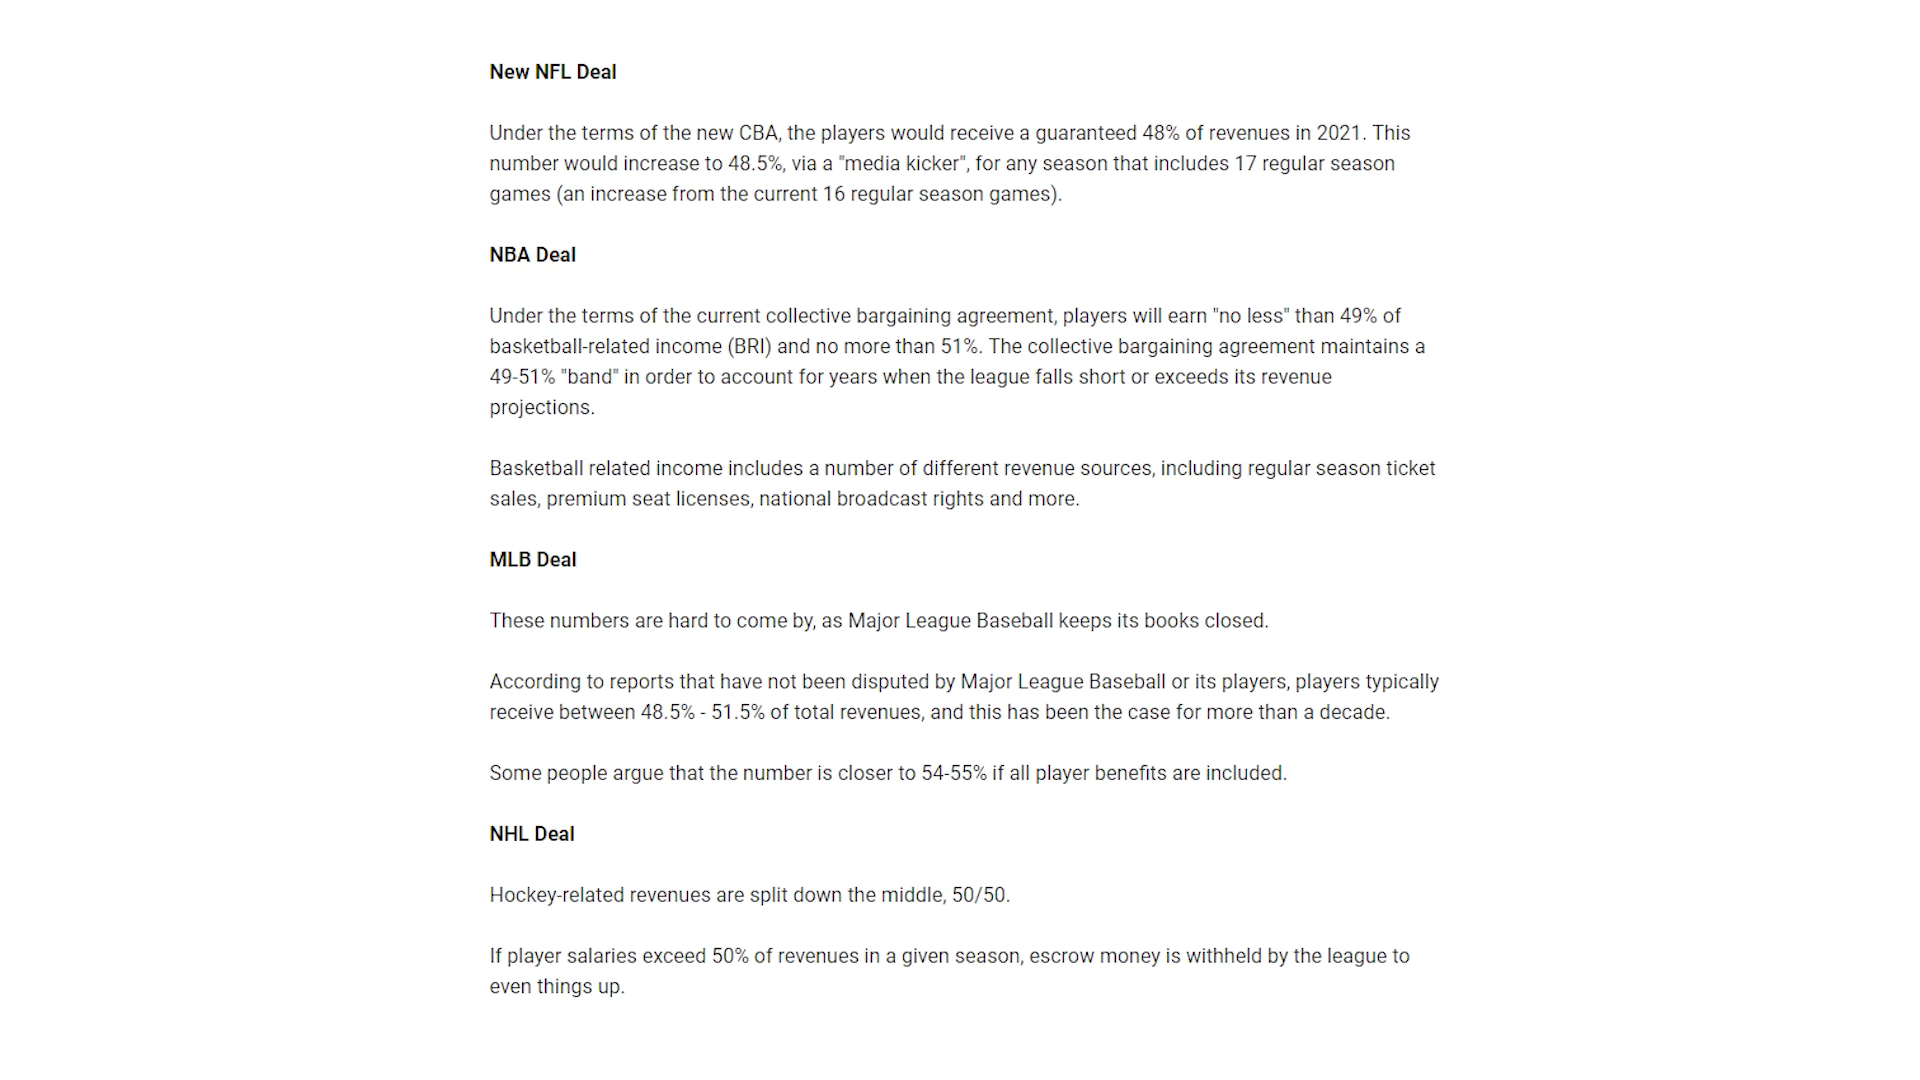 New NFL Deal
Under the terms of the new CBA, the players would receive a guaranteed 48% of revenues in 2021. This
number would increase to 48.5%, via a "media kicker", for any season that includes 17 regular season
games (an increase from the current 16 regular season games).
NBA Deal
Under the terms of the current collective bargaining agreement, players will earn "no less" than 49% of
basketball-related income (BRI) and no more than 51%. The collective bargaining agreement maintains a
49-51% "band" in order to account for years when the league falls short or exceeds its revenue
projections.
Basketball related income includes a number of different revenue sources, including regular season ticket
sales, premium seat licenses, national broadcast rights and more.
MLB Deal
These numbers are hard to come by, as Major League Baseball keeps its books closed.
According to reports that have not been disputed by Major League Baseball or its players, players typically
receive between 48.5% - 51.5% of total revenues, and this has been the case for more than a decade.
Some people argue that the number is closer to 54-55% if all player benefits are included.
NHL Deal
Hockey-related revenues are split down the middle, 50/50.
If player salaries exceed 50% of revenues in a given season, escrow money is withheld by the league to
even things up.